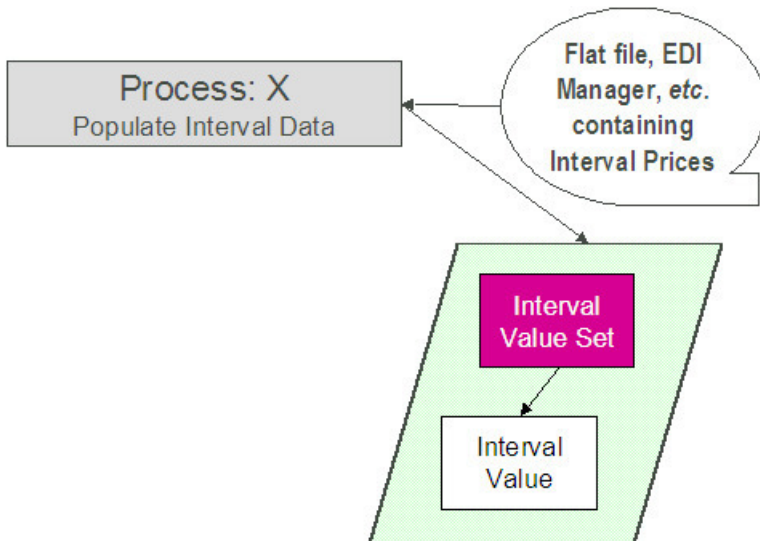 Process: X
Populate Interval Data
Flat file, EDI
Manager, etc.
containing
Interval Prices
Interval
Value Set
Interval
Value